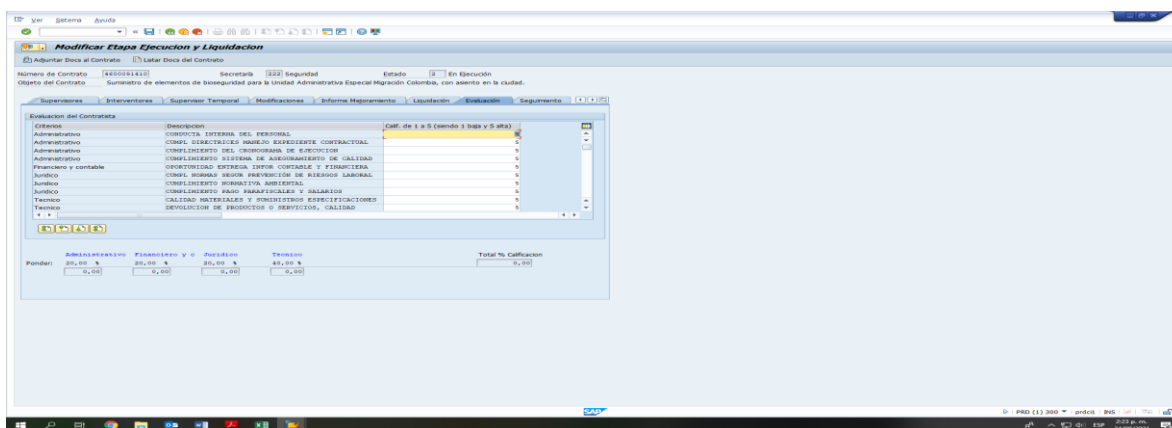 Ver Sistema Ayuda
Modificar Etapa Ejecucion y Liquidacion
Adjuntar Docs al Contrato Listar Docs del Contrato
Número de Contrato Secretaría 222 Seguridad Estado En Ejecución
Objeto del Contrato Suministro de elementos de bioseguridad para la Unidad Administrativa Especial Migración Colombia, con asiento en la ciudad.
Supervisores Interventores Supervisor Temporal Modificaciones Informe Mejoramiento Liquidación Evaluación Seguimiento
Evaluacion del Contratista
Criterios Descripcion Calif. de 1 a 5 (siendo 1 baja y 5 alta)
Administrativo CONDUCTA INTERNA DEL PERSONAL
Administrativo CUMPL DIRECTRICES MANEJO EXPEDIENTE CONTRACTUAL 5
Administrativo CUMPLIMIENTO DEL CRONOGRAMA DE EJECUCION 5
Administrativo CUMPLIMIENTO SISTEMA DE ASEGURAMIENTO DE CALIDAD 5
Financiero y contable OPORTUNIDAD ENTREGA INFOR CONTABLE Y FINANCIERA 5
Juridico CUMPL NORMAS SEGUR PREVENCIÓN DE RIESGOS LABORAL 5
Juridico CUMPLIMIENTO NORMATIVA AMBIENTAL 5
Juridico CUMPLIMIENTO PAGO PARAFISCALES Y SALARIOS 5
Tecnico CALIDAD MATERIALES Y SUMINISTROS ESPECIFICACIONES 5
Tecnico DEVOLUCION DE PRODUCTOS O SERVICIOS, CALIDAD 5
Administrativo Financiero y c Juridico Tecnico Total % Calificacion
Ponder: 20,00 % 20,00 % 20,00 % 40,00 % 0,00
0,00 0,00 0,00 0,00
SAP
PRD (1) 300 prdci1 INS
ESP 2:23 p. m.